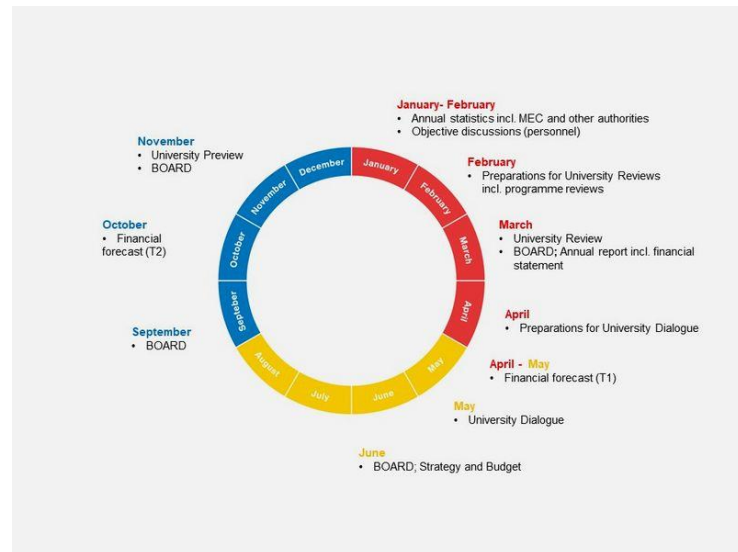 January- February
• Annual statistics incl. MEC and other authorities
• Objective discussions (personnel)
February
• Preparations for University Reviews
incl. programme reviews
March
• University Review
• BOARD; Annual report incl. financial
statement
April
• Preparations for University Dialogue
April - May
• Financial forecast (T1)
May
• University Dialogue
June
• BOARD; Strategy and Budget
September
• BOARD
October
• Financial
forecast (T2)
November
• University Preview
• BOARD
January
February
March
April
May
June
July
August
Septeber
October
November
December